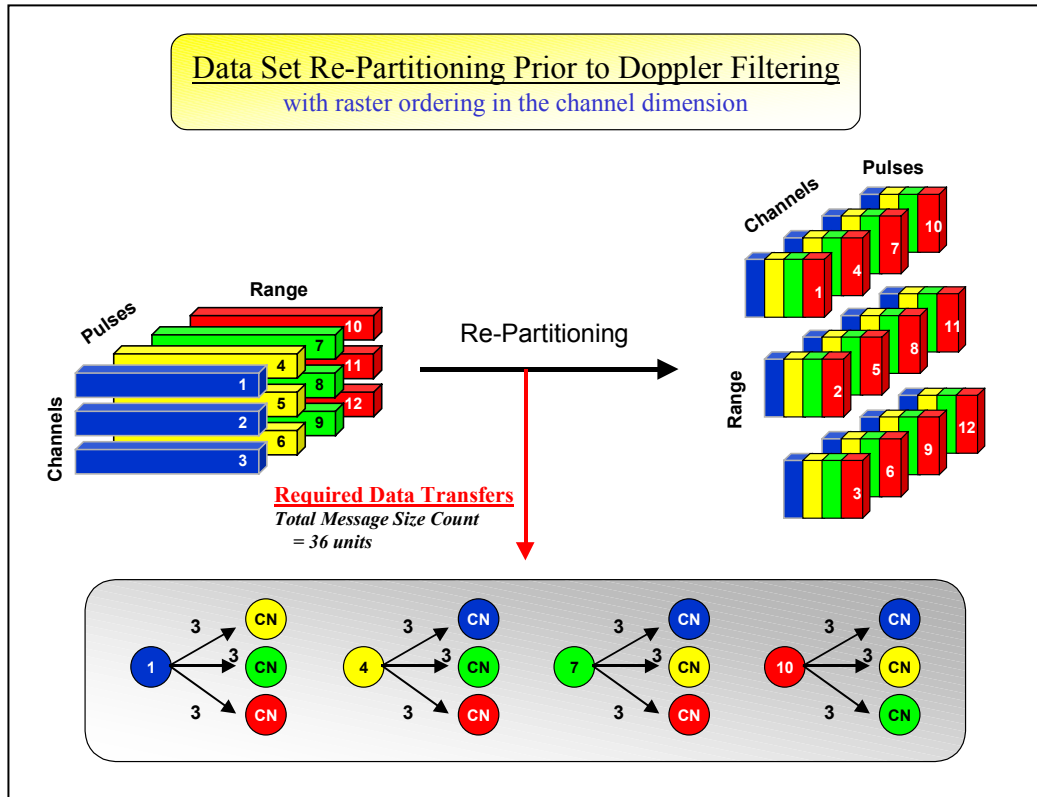 Data Set Re-Partitioning Prior to Doppler Filtering
with raster ordering in the channel dimension
Pulses
Channels
10
7
4
1
Range
Pulses
10
7
4
1
11
8
5
2
12
9
6
3
Channels
Re-Partitioning
11
8
5
2
Range
12
9
6
3
Required Data Transfers
Total Message Size Count
= 36 units
3
CN
1
3
CN
3
CN
3
CN
4
3
CN
3
CN
3
CN
7
3
CN
3
CN
3
CN
10
3
CN
3
CN